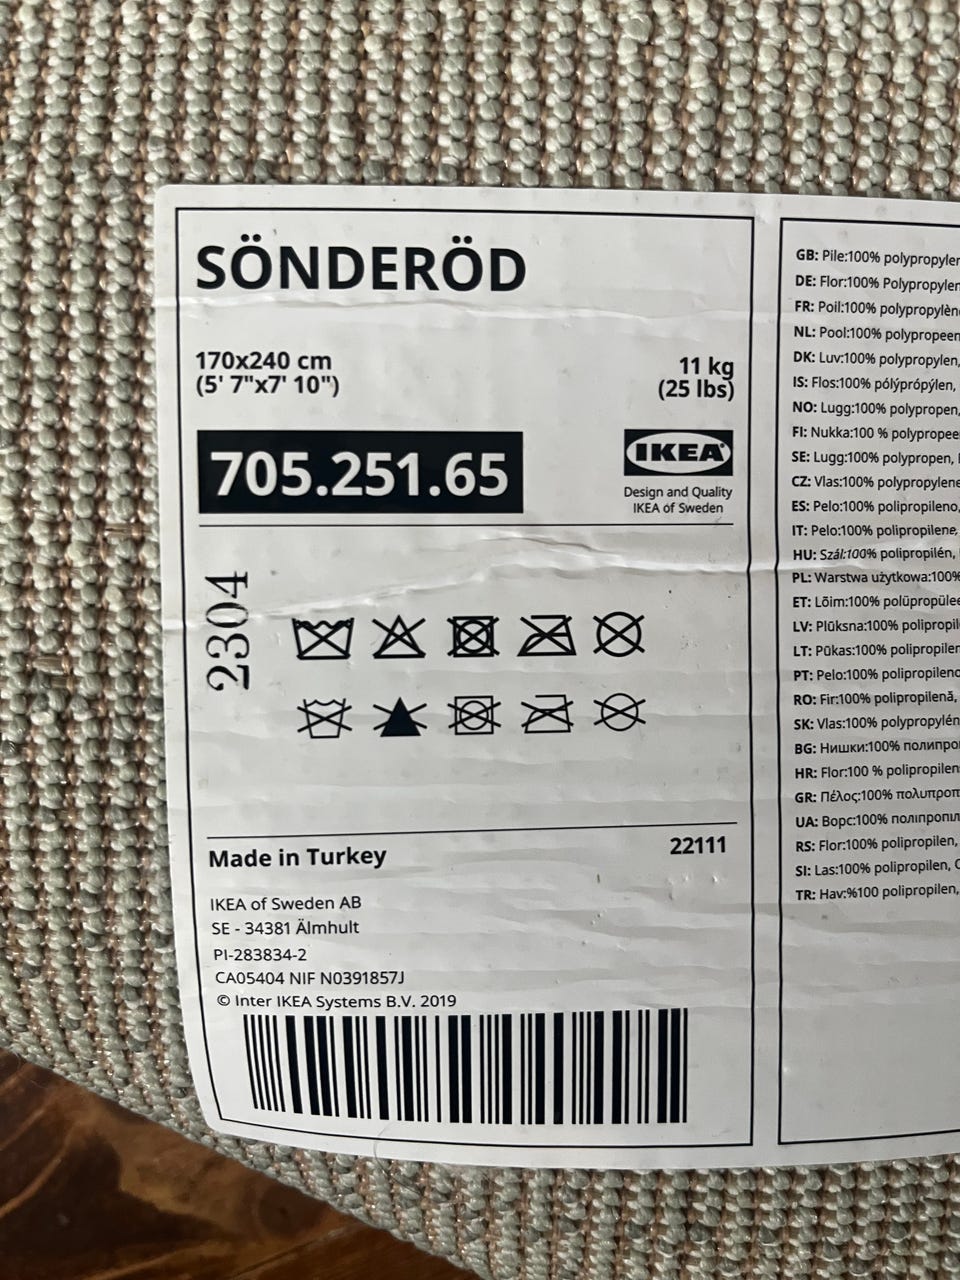 SÖNDERÖD
170x240 cm
(5' 7"x7' 10")
11 kg
(25 lbs)
705.251.65
IKEA
Design and Quality
IKEA of Sweden
2304
Made in Turkey
22111
IKEA of Sweden AB
SE - 34381 Älmhult
PI-283834-2
CA05404 NIF N0391857J
© Inter IKEA Systems B.V. 2019
GB: Pile:100% polypropylen
DE: Flor:100% Polypropylen
FR: Poil:100% polypropylèn
NL: Pool:100% polypropeen
DK: Luv:100% polypropylen,
IS: Flos:100% pólýprópýlen,
NO: Lugg:100% polypropen,
FI: Nukka:100 % polypropee
SE: Lugg:100% polypropen,
CZ: Vlas:100% polypropylene
ES: Pelo:100% polipropileno,
IT: Pelo:100% polipropilene,
HU: Szál:100% polipropilén,
PL: Warstwa użytkowa:100%
ET: Lõim:100% polüpropülee
LV: Plūksna:100% polipropil
LT: Pūkas:100% polipropilen
PT: Pelo:100% polipropileno
RO: Fir:100% polipropilenă,
SK: Vlas:100% polypropylén
BG: Нишки:100% полипро
HR: Flor:100 % polipropilen
GR: Πέλος:100% πολυπροπ
UA: Ворс:100% поліпропіл
RS: Flor:100% polipropilen,
SI: Las:100% polipropilen,
TR: Hav:%100 polipropilen,